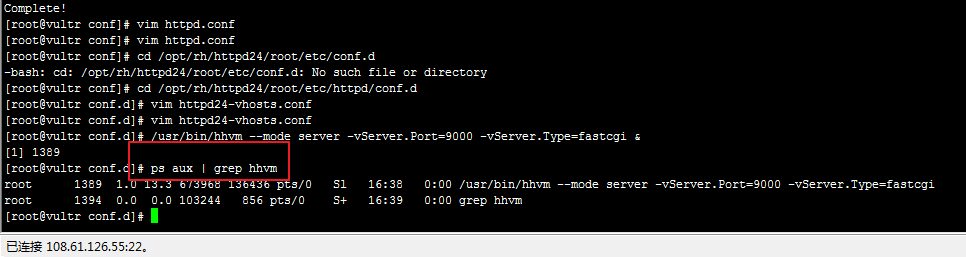 Complete!
[root@vultr conf]# vim httpd.conf
[root@vultr conf]# vim httpd.conf
[root@vultr conf]# cd /opt/rh/httpd24/root/etc/conf.d
-bash: cd: /opt/rh/httpd24/root/etc/conf.d: No such file or directory
[root@vultr conf]# cd /opt/rh/httpd24/root/etc/httpd/conf.d
[root@vultr conf.d]# vim httpd24-vhosts.conf
[root@vultr conf.d]# vim httpd24-vhosts.conf
[root@vultr conf.d]# /usr/bin/hhvm --mode server -vServer.Port=9000 -vServer.Type=fastcgi &
[1] 1389
[root@vultr conf.d]# ps aux | grep hhvm
root 1389 1.0 13.3 673968 136436 pts/0 Sl 16:38 0:00 /usr/bin/hhvm --mode server -vServer.Port=9000 -vServer.Type=fastcgi
root 1394 0.0 0.0 103244 856 pts/0 S+ 16:39 0:00 grep hhvm
[root@vultr conf.d]#
已连接 108.61.126.55:22。